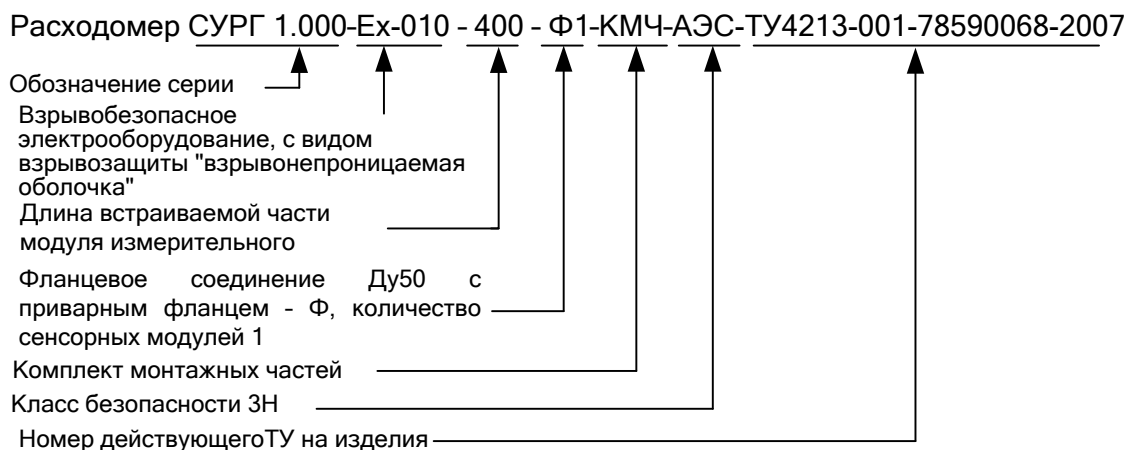 Расходомер СУРГ 1.000-Ех-010 - 400 - Ф1-КМЧ-АЭС-ТУ4213-001-78590068-2007
Обозначение серии
Взрывобезопасное
электрооборудование, с видом
взрывозащиты "взрывонепроницаемая
оболочка"
Длина встраиваемой части
модуля измерительного
Фланцевое соединение Ду50 с
приварным фланцем - Ф, количество
сенсорных модулей 1
Комплект монтажных частей
Класс безопасности 3Н
Номер действующегоТУ на изделия